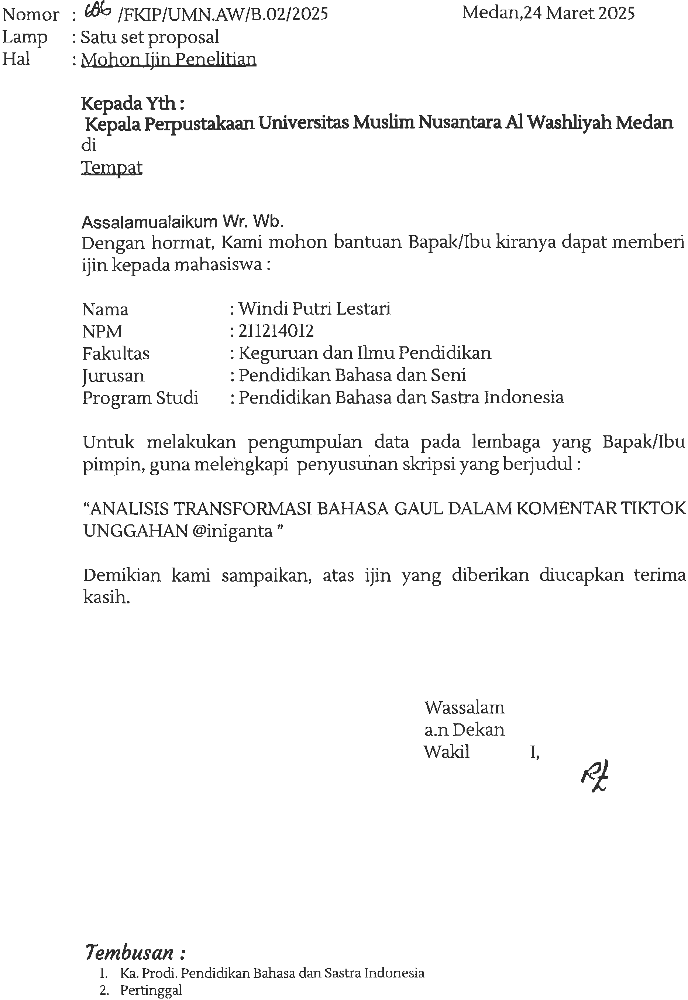 Nomor : 686 /FKIP/UMN.AW/B.02/2025 Medan,24 Maret 2025
Lamp : Satu set proposal
Hal : Mohon Ijin Penelitian
Kepada Yth :
Kepala Perpustakaan Universitas Muslim Nusantara Al Washliyah Medan
di
Tempat
Assalamualaikum Wr. Wb.
Dengan hormat, Kami mohon bantuan Bapak/Ibu kiranya dapat memberi
ijin kepada mahasiswa :
Nama : Windi Putri Lestari
NPM : 211214012
Fakultas : Keguruan dan Ilmu Pendidikan
Jurusan : Pendidikan Bahasa dan Seni
Program Studi : Pendidikan Bahasa dan Sastra Indonesia
Untuk melakukan pengumpulan data pada lembaga yang Bapak/Ibu
pimpin, guna melengkapi penyusunan skripsi yang berjudul :
“ANALISIS TRANSFORMASI BAHASA GAUL DALAM KOMENTAR TIKTOK
UNGGAHAN @iniganta ”
Demikian kami sampaikan, atas ijin yang diberikan diucapkan terima
kasih.
Wassalam
a.n Dekan
Wakil I,
Tembusan :
1. Ka. Prodi. Pendidikan Bahasa dan Sastra Indonesia
2. Pertinggal